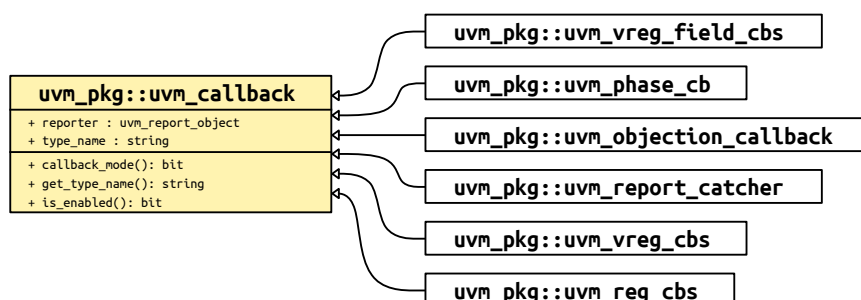 uvm_pkg::uvm_callback
+ reporter : uvm_report_object
+ type_name : string
+ callback_mode(): bit
+ get_type_name(): string
+ is_enabled(): bit
uvm_pkg::uvm_vreg_field_cbs
uvm_pkg::uvm_phase_cb
uvm_pkg::uvm_objection_callback
uvm_pkg::uvm_report_catcher
uvm_pkg::uvm_vreg_cbs
uvm_pkg::uvm_reg_cbs